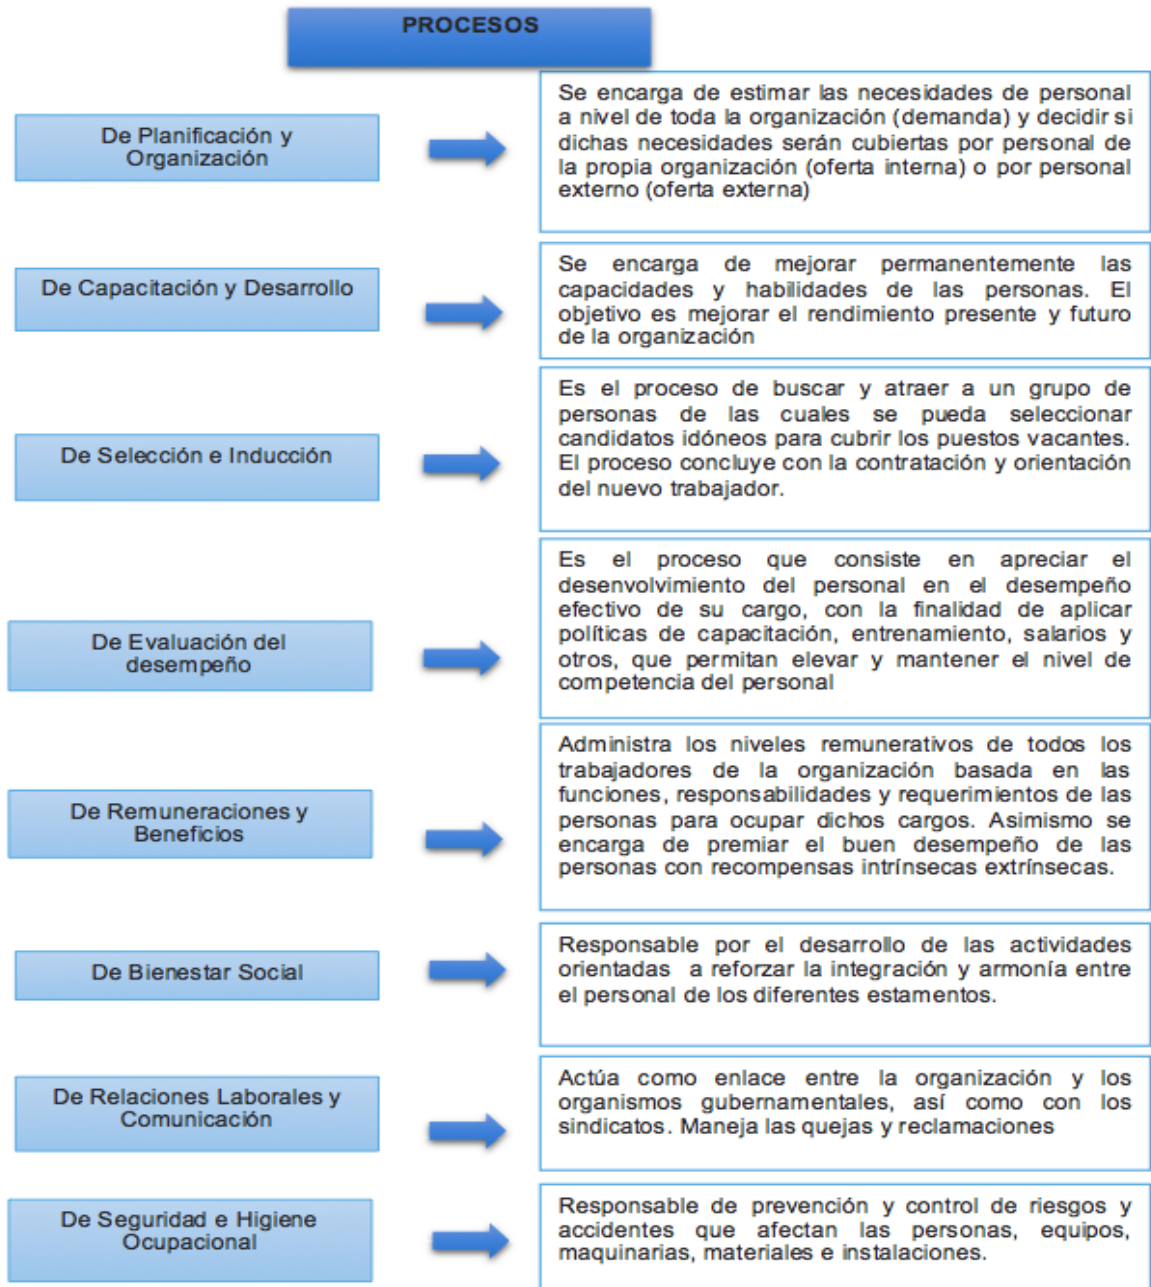 PROCESOS
De Planificación y
Organización
Se encarga de estimar las necesidades de personal
a nivel de toda la organización (demanda) y decidir si
dichas necesidades serán cubiertas por personal de
la propia organización (oferta interna) o por personal
externo (oferta externa)
De Capacitación y Desarrollo
Se encarga de mejorar permanentemente las
capacidades y habilidades de las personas. El
objetivo es mejorar el rendimiento presente y futuro
de la organización
De Selección e Inducción
Es el proceso de buscar y atraer a un grupo de
personas de las cuales se pueda seleccionar
candidatos idóneos para cubrir los puestos vacantes.
El proceso concluye con la contratación y orientación
del nuevo trabajador.
De Evaluación del
desempeño
Es el proceso que consiste en apreciar el
desenvolvimiento del personal en el desempeño
efectivo de su cargo, con la finalidad de aplicar
políticas de capacitación, entrenamiento, salarios y
otros, que permitan elevar y mantener el nivel de
competencia del personal
De Remuneraciones y
Beneficios
Administra los niveles remunerativos de todos los
trabajadores de la organización basada en las
funciones, responsabilidades y requerimientos de las
personas para ocupar dichos cargos. Asimismo se
encarga de premiar el buen desempeño de las
personas con recompensas intrínsecas extrínsecas.
De Bienestar Social
Responsable por el desarrollo de las actividades
orientadas a reforzar la integración y armonía entre
el personal de los diferentes estamentos.
De Relaciones Laborales y
Comunicación
Actúa como enlace entre la organización y los
organismos gubernamentales, así como con los
sindicatos. Maneja las quejas y reclamaciones
De Seguridad e Higiene
Ocupacional
Responsable de prevención y control de riesgos y
accidentes que afectan las personas, equipos,
maquinarias, materiales e instalaciones.